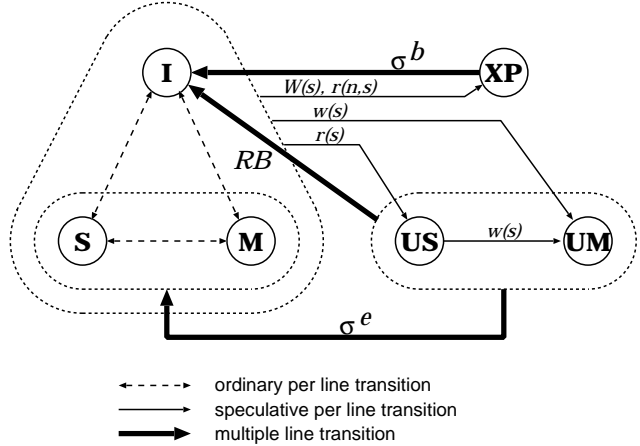 σ^b
I
XP
W(s), r(n,s)
w(s)
r(s)
RB
S
M
US
w(s)
UM
σ^e
ordinary per line transition
speculative per line transition
multiple line transition